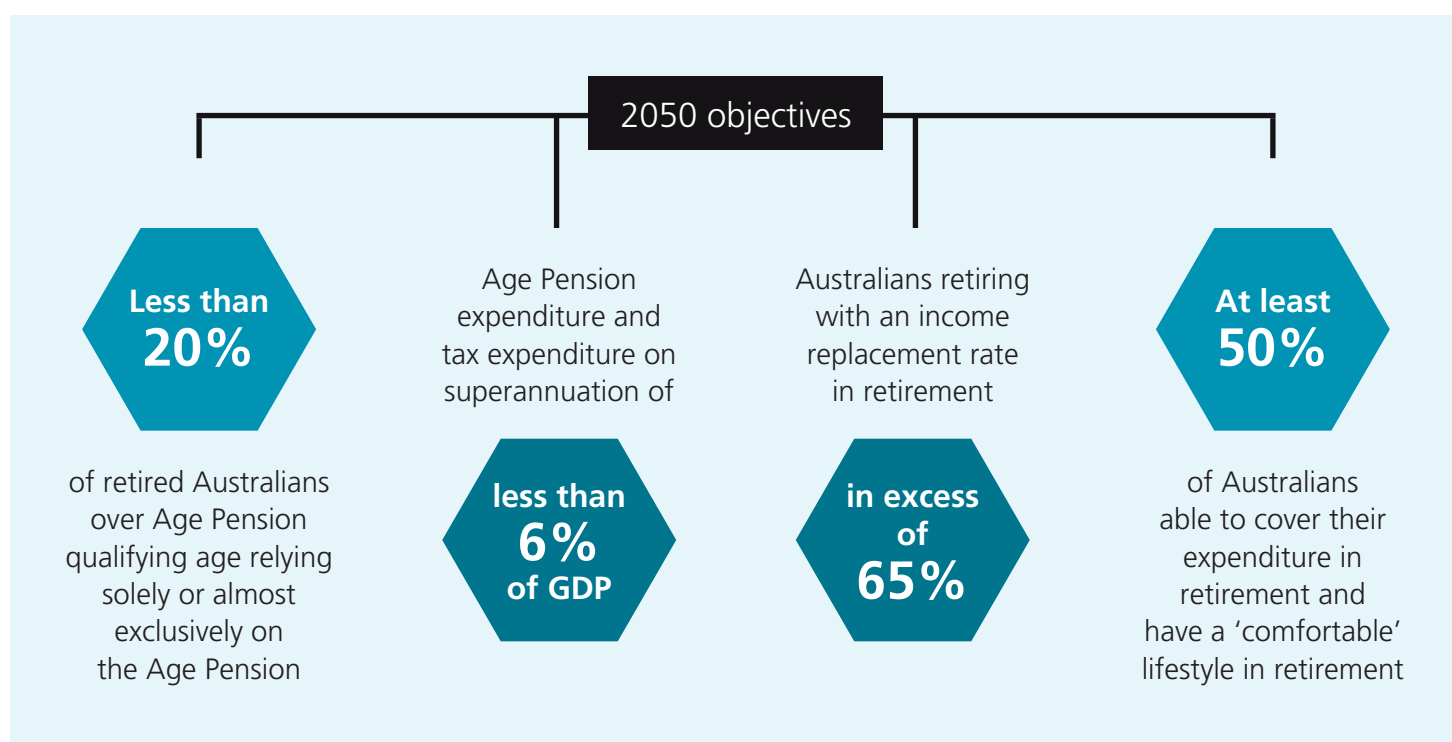 2050 objectives
Less than
20%
of retired Australians
over Age Pension
qualifying age relying
solely or almost
exclusively on
the Age Pension
Age Pension
expenditure and
tax expenditure on
superannuation of
less than
6%
of GDP
Australians retiring
with an income
replacement rate
in retirement
in excess
of
65%
At least
50%
of Australians
able to cover their
expenditure in
retirement and
have a ‘comfortable’
lifestyle in retirement